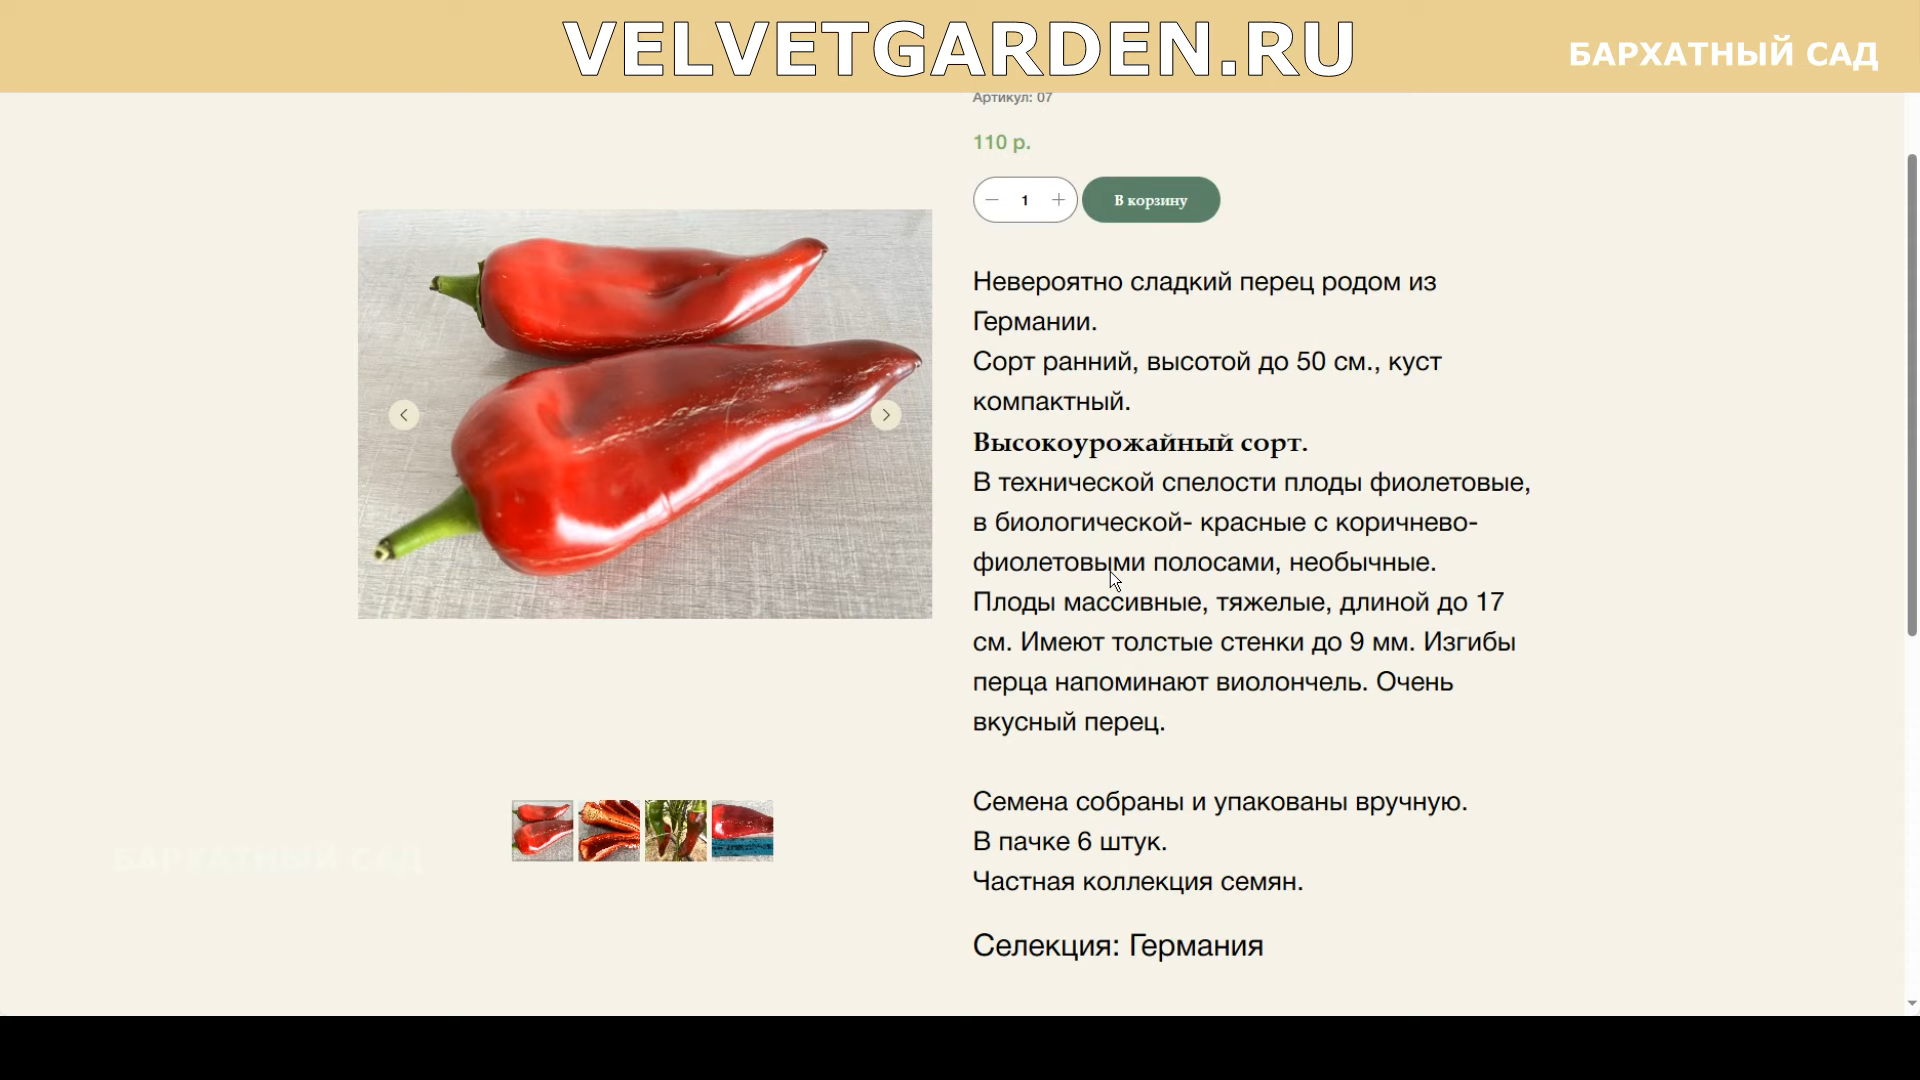 VELVETGARDEN.RU
БАРХАТНЫЙ САД
Артикул: 07
110 р.
1
В корзину
Невероятно сладкий перец родом из
Германии.
Сорт ранний, высотой до 50 см., куст
компактный.
Высокоурожайный сорт.
В технической спелости плоды фиолетовые,
в биологической- красные с коричнево-
фиолетовыми полосами, необычные.
Плоды массивные, тяжелые, длиной до 17
см. Имеют толстые стенки до 9 мм. Изгибы
перца напоминают виолончель. Очень
вкусный перец.
Семена собраны и упакованы вручную.
В пачке 6 штук.
Частная коллекция семян.
Селекция: Германия
БАРХАТНЫЙ САД